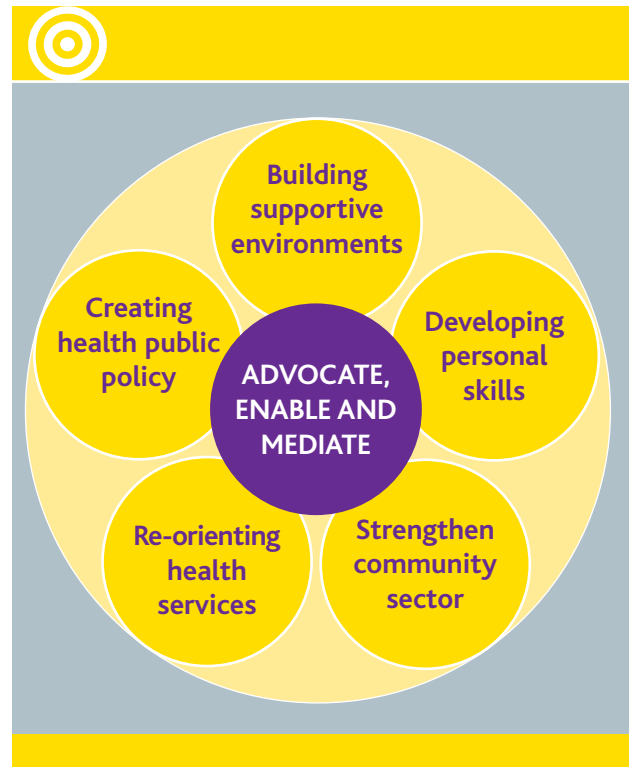 Building
supportive
environments
Creating
health public
policy
Developing
personal
skills
ADVOCATE,
ENABLE AND
MEDIATE
Re-orienting
health
services
Strengthen
community
sector